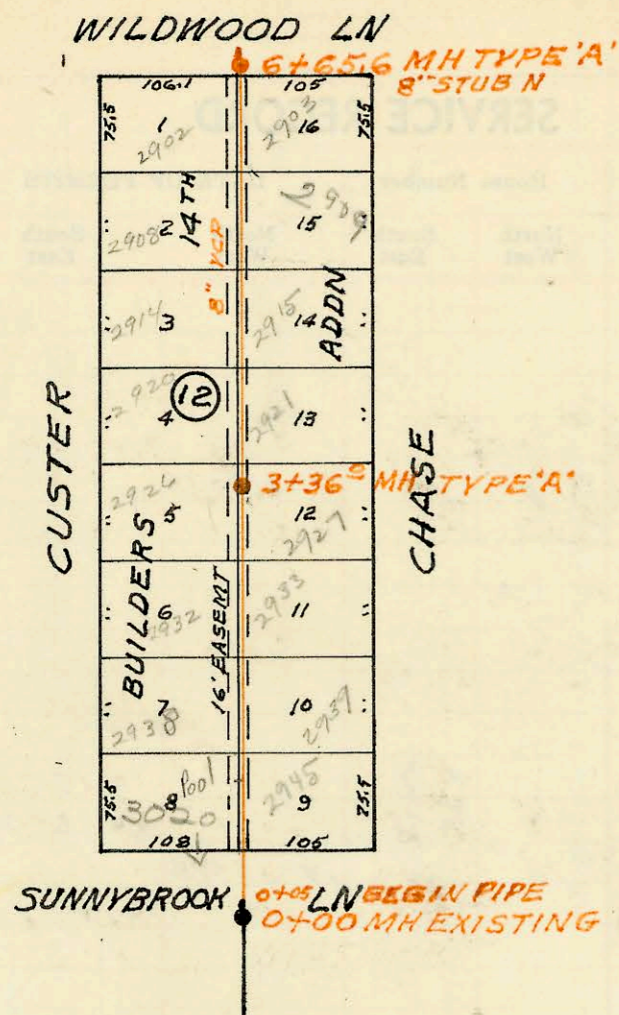 WILDWOOD LN
6+65.6 MH TYPE 'A'
8" STUB N
106.1 105
75.5 1 2902 2903 16 75.5
14TH
2 2908 2909 15
8" VCP
ADDN
3 2914 2915 14
12
4 2920 2921 13
CUSTER
CHASE
3+36.0 MH TYPE 'A'
5 2926 2927 12
BUILDERS
6 2932 2933 11
16' EASEMT
7 2938 2939 10
8 Pool 2945 9
75.5 3020 75.5
108 105
SUNNYBROOK LN
0+05 BEGIN PIPE
0+00 MH EXISTING